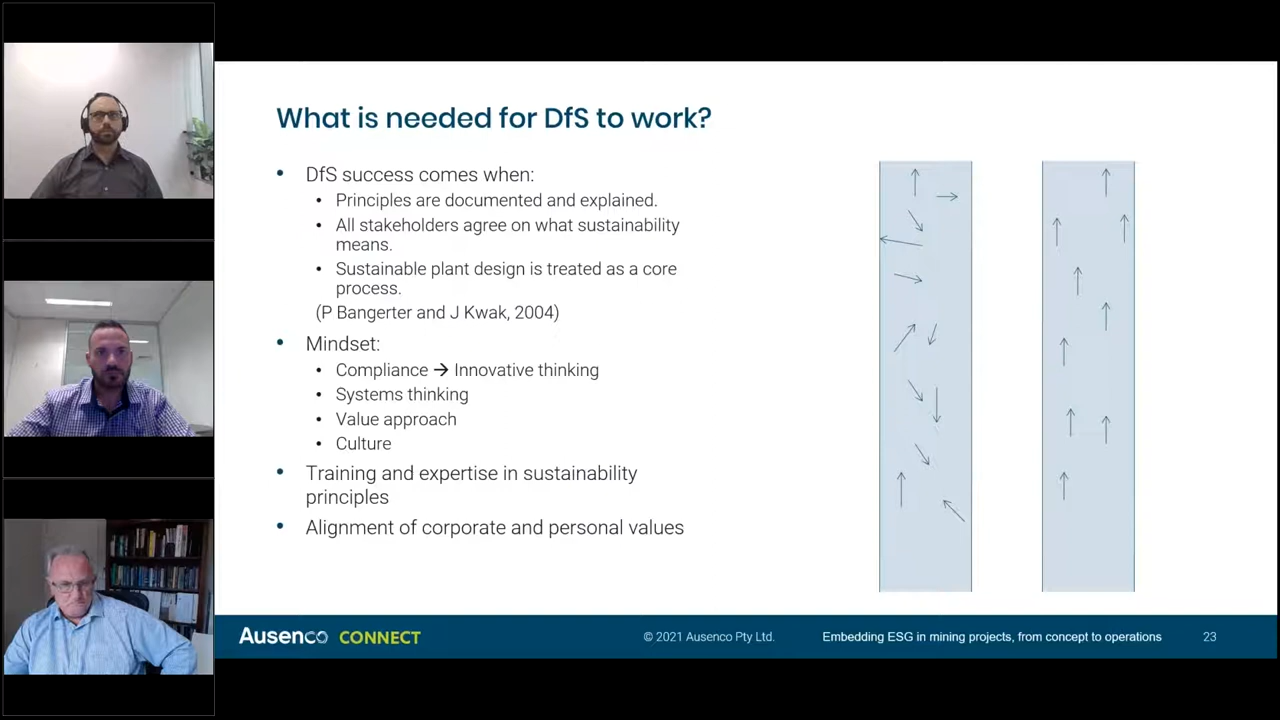 What is needed for DfS to work?
• DfS success comes when:
• Principles are documented and explained.
• All stakeholders agree on what sustainability
means.
• Sustainable plant design is treated as a core
process.
(P Bangerter and J Kwak, 2004)
• Mindset:
• Compliance → Innovative thinking
• Systems thinking
• Value approach
• Culture
• Training and expertise in sustainability
principles
• Alignment of corporate and personal values
Ausenco CONNECT
© 2021 Ausenco Pty Ltd.
Embedding ESG in mining projects, from concept to operations
23